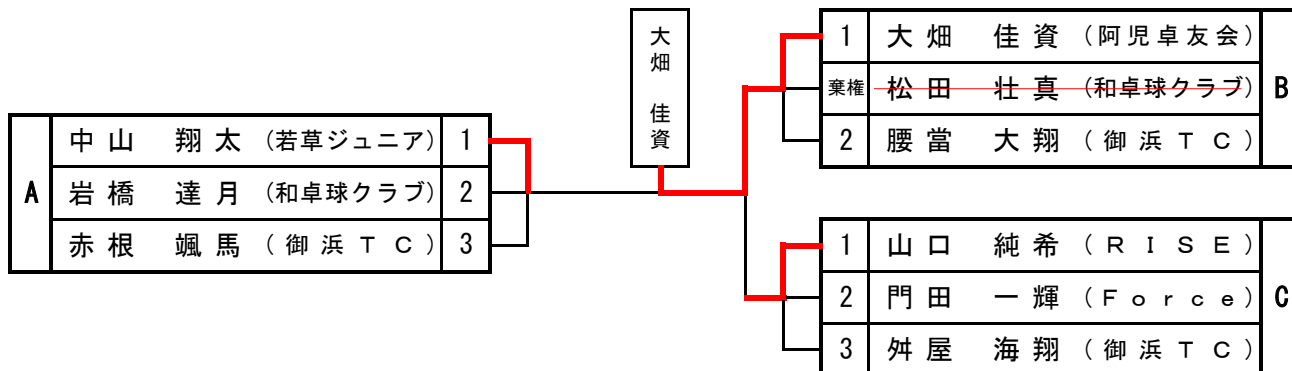 大畑 佳資
A
中山 翔太 (若草ジュニア) 1
岩橋 達月 (和卓球クラブ) 2
赤根 颯馬 (御浜TC) 3
1 大畑 佳資 (阿児卓友会)
棄権 松田 壮真 (和卓球クラブ)
2 腰當 大翔 (御浜TC)
B
1 山口 純希 (RISE)
2 門田 一輝 (Force)
3 舛屋 海翔 (御浜TC)
C